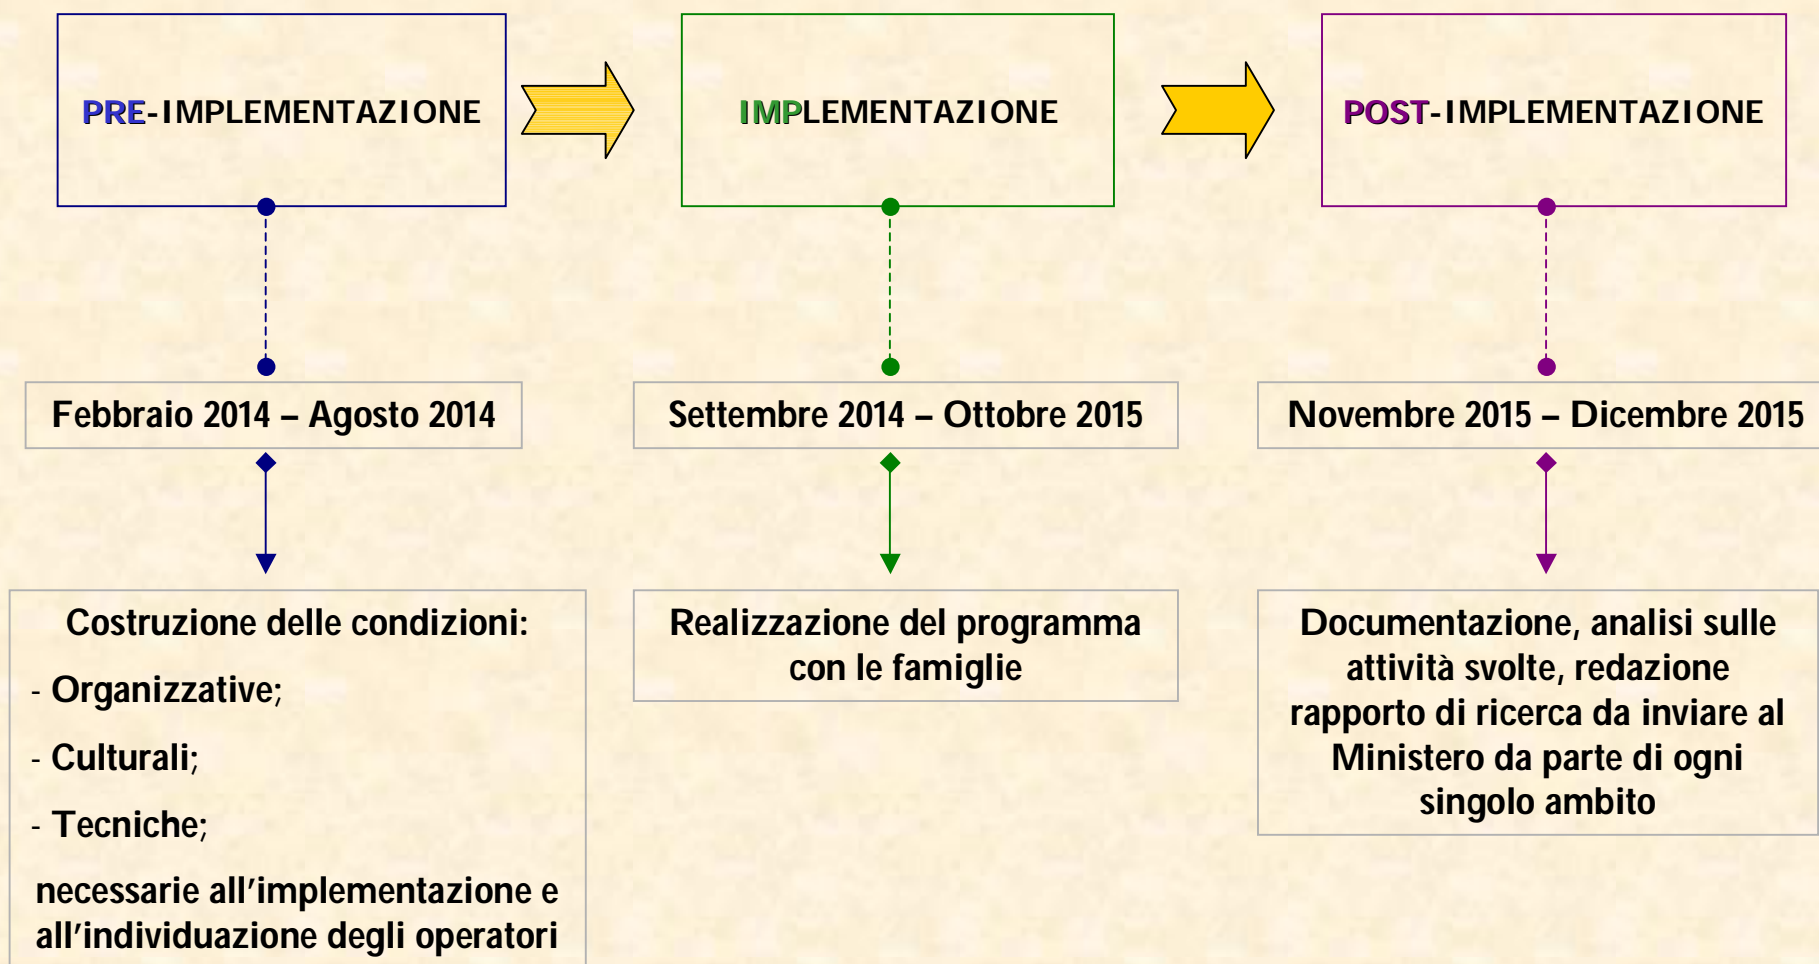 PRE-IMPLEMENTAZIONE
IMPLEMENTAZIONE
POST-IMPLEMENTAZIONE
Febbraio 2014 – Agosto 2014
Settembre 2014 – Ottobre 2015
Novembre 2015 – Dicembre 2015
Costruzione delle condizioni:
- Organizzative;
- Culturali;
- Tecniche;
necessarie all’implementazione e
all’individuazione degli operatori
Realizzazione del programma
con le famiglie
Documentazione, analisi sulle
attività svolte, redazione
rapporto di ricerca da inviare al
Ministero da parte di ogni
singolo ambito